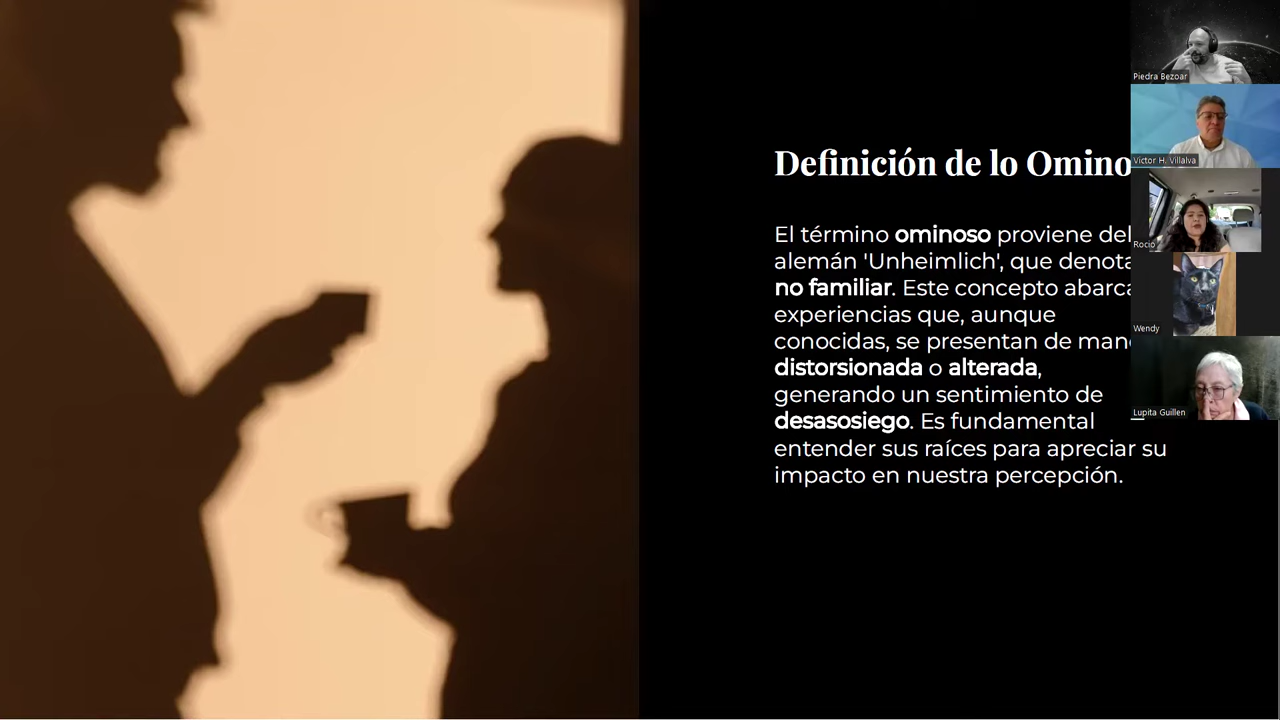 Definición de lo Omino
El término ominoso proviene del
alemán 'Unheimlich', que denota
no familiar. Este concepto abarca
experiencias que, aunque
conocidas, se presentan de man
distorsionada o alterada,
generando un sentimiento de
desasosiego. Es fundamental
entender sus raíces para apreciar su
impacto en nuestra percepción.
Piedra Bezoar
Víctor H. Villalva
Rocío
Wendy
Lupita Guillen